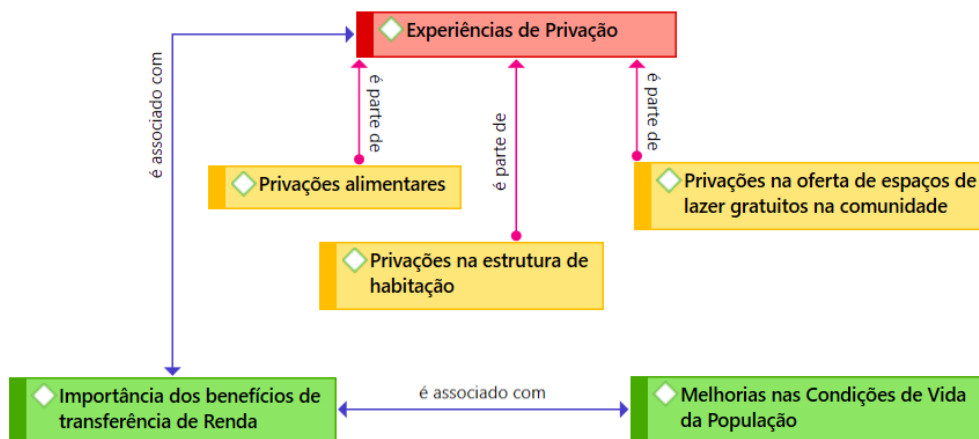 Experiências de Privação
é associado com
é parte de
é parte de
é parte de
Privações alimentares
Privações na oferta de espaços de
lazer gratuitos na comunidade
Privações na estrutura de
habitação
Importância dos benefícios de
transferência de Renda
é associado com
Melhorias nas Condições de Vida
da População